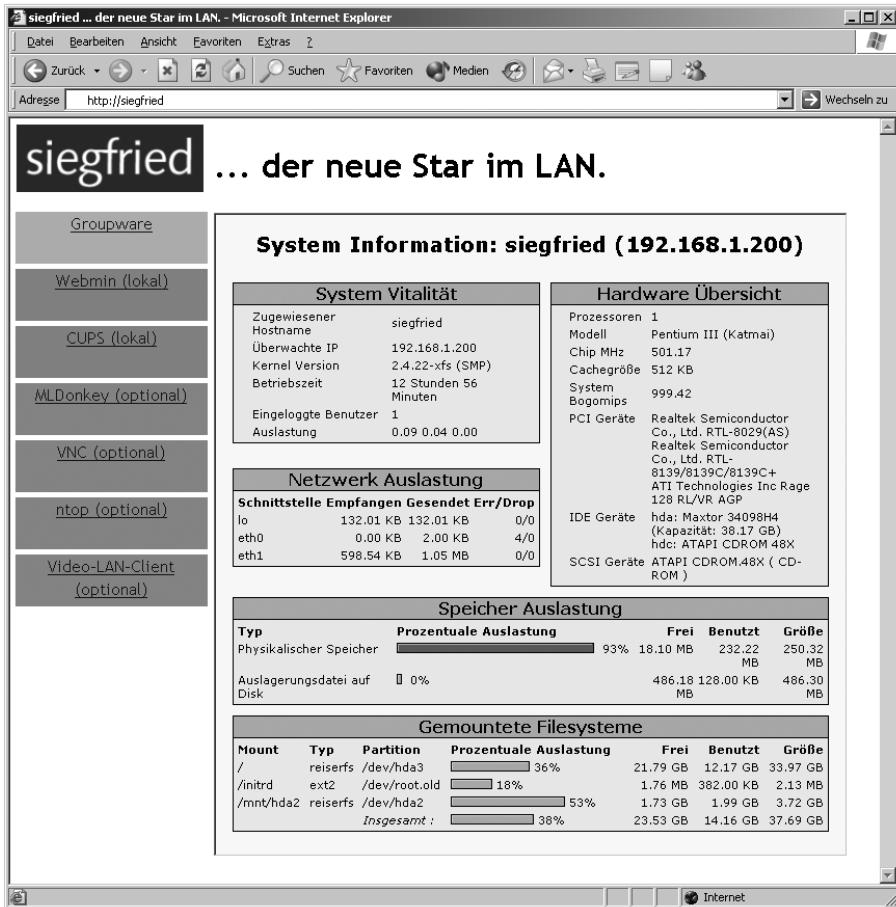 siegfried ... der neue Star im LAN. - Microsoft Internet Explorer
Datei Bearbeiten Ansicht Favoriten Extras ?
Zurück Suchen Favoriten Medien
Adresse http://siegfried Wechseln zu
siegfried ... der neue Star im LAN.
Groupware
Webmin (lokal)
CUPS (lokal)
MLDonkey (optional)
VNC (optional)
ntop (optional)
Video-LAN-Client
(optional)
System Information: siegfried (192.168.1.200)
System Vitalität
Zugewiesener
Hostname siegfried
Überwachte IP 192.168.1.200
Kernel Version 2.4.22-xfs (SMP)
Betriebszeit 12 Stunden 56
Minuten
Eingeloggte Benutzer 1
Auslastung 0.09 0.04 0.00
Netzwerk Auslastung
Schnittstelle Empfangen Gesendet Err/Drop
lo 132.01 KB 132.01 KB 0/0
eth0 0.00 KB 2.00 KB 4/0
eth1 598.54 KB 1.05 MB 0/0
Hardware Übersicht
Prozessoren 1
Modell Pentium III (Katmai)
Chip MHz 501.17
Cachegröße 512 KB
System
Bogomips 999.42
PCI Geräte Realtek Semiconductor
Co., Ltd. RTL-8029(AS)
Realtek Semiconductor
Co., Ltd. RTL-
8139/8139C/8139C+
ATI Technologies Inc Rage
128 RL/VR AGP
IDE Geräte hda: Maxtor 34098H4
(Kapazität: 38.17 GB)
hdc: ATAPI CDROM 48X
SCSI Geräte ATAPI CDROM.48X ( CD-
ROM )
Speicher Auslastung
Typ Prozentuale Auslastung Frei Benutzt Größe
Physikalischer Speicher 93% 18.10 MB 232.22 MB 250.32 MB
Auslagerungsdatei auf Disk 0% 486.18 MB 128.00 KB 486.30 MB
Gemountete Filesysteme
Mount Typ Partition Prozentuale Auslastung Frei Benutzt Größe
/ reiserfs /dev/hda3 36% 21.79 GB 12.17 GB 33.97 GB
/initrd ext2 /dev/root.old 18% 1.76 MB 382.00 KB 2.13 MB
/mnt/hda2 reiserfs /dev/hda2 53% 1.73 GB 1.99 GB 3.72 GB
Insgesamt : 38% 23.53 GB 14.16 GB 37.69 GB
Internet